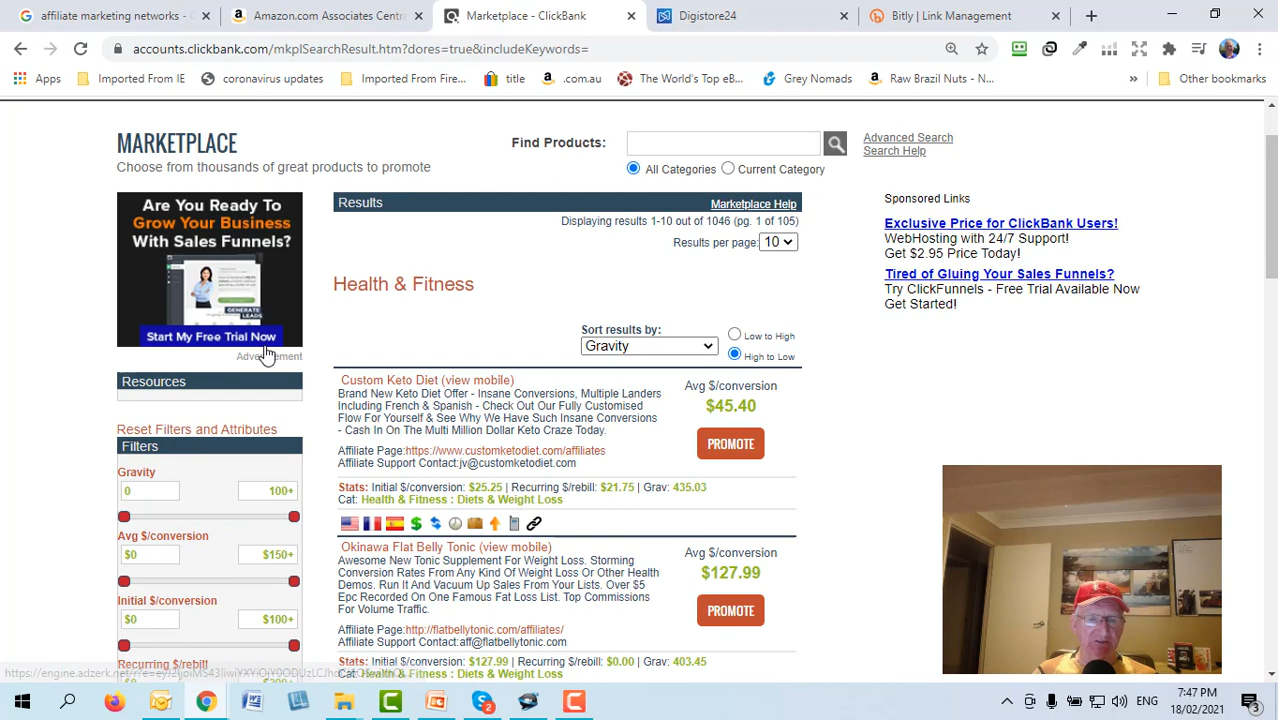 affiliate marketing networks - G
Amazon.com Associates Centr
Marketplace - ClickBank
Digistore24
Bitly | Link Management
accounts.clickbank.com/mkplSearchResult.htm?dores=true&includeKeywords=
Apps
Imported From IE
coronavirus updates
Imported From Fire...
title
.com.au
The World's Top eB...
Grey Nomads
Raw Brazil Nuts - N...
»
Other bookmarks
MARKETPLACE
Choose from thousands of great products to promote
Find Products:
All Categories
Current Category
Advanced Search
Search Help
Are You Ready To
Grow Your Business
With Sales Funnels?
GENERATE
LEADS
Start My Free Trial Now
Resources
Reset Filters and Attributes
Filters
Gravity
0 100+
Avg $/conversion
$0 $150+
Initial $/conversion
$0 $100+
Recurring $/rebill
Results
Marketplace Help
Displaying results 1-10 out of 1046 (pg. 1 of 105)
Results per page: 10
Health & Fitness
Sort results by:
Gravity
Low to High
High to Low
Custom Keto Diet (view mobile)
Brand New Keto Diet Offer - Insane Conversions, Multiple Landers
Including French & Spanish - Check Out Our Fully Customised
Flow For Yourself & See Why We Have Such Insane Conversions
- Cash In On The Multi Million Dollar Keto Craze Today.
Affiliate Page:https://www.customketodiet.com/affiliates
Affiliate Support Contact:jv@customketodiet.com
Avg $/conversion
$45.40
PROMOTE
Stats: Initial $/conversion: $25.25 | Recurring $/rebill: $21.75 | Grav: 435.03
Cat: Health & Fitness : Diets & Weight Loss
Okinawa Flat Belly Tonic (view mobile)
Awesome New Tonic Supplement For Weight Loss. Storming
Conversion Rates From Any Kind Of Weight Loss Or Other Health
Demos. Run It And Vacuum Up Sales From Your Lists. Over $5
Epc Recorded On One Famous Fat Loss List. Top Commissions
For Volume Traffic.
Affiliate Page:http://flatbellytonic.com/affiliates/
Affiliate Support Contact:aff@flatbellytonic.com
Avg $/conversion
$127.99
PROMOTE
Stats: Initial $/conversion: $127.99 | Recurring $/rebill: $0.00 | Grav: 403.45
Cat: Health & Fitness : Diets & Weight Loss
Sponsored Links
Exclusive Price for ClickBank Users!
WebHosting with 24/7 Support!
Get $2.95 Price Today!
Tired of Gluing Your Sales Funnels?
Try ClickFunnels - Free Trial Available Now
Get Started!
ENG
7:47 PM
18/02/2021